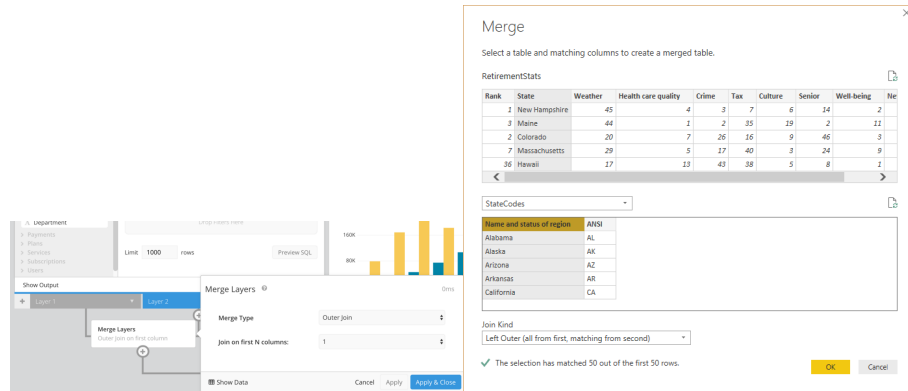 Department
Payments
Plans
Services
Subscriptions
Users
Drop filters here
Limit 1000 rows
Preview SQL
160K
80K
Show Output
+ Layer 1
Layer 2
Merge Layers
Outer Join on first column
Merge Layers
0ms
Merge Type
Outer Join
Join on first N columns:
1
Show Data
Cancel Apply Apply & Close
Merge
Select a table and matching columns to create a merged table.
RetirementStats
Rank State Weather Health care quality Crime Tax Culture Senior Well-being Ne
1 New Hampshire 45 4 3 7 6 14 2
3 Maine 44 1 2 35 19 2 11
2 Colorado 20 7 26 16 9 46 3
7 Massachusetts 29 5 17 40 3 24 9
36 Hawaii 17 13 43 38 5 8 1
StateCodes
Name and status of region ANSI
Alabama AL
Alaska AK
Arizona AZ
Arkansas AR
California CA
Join Kind
Left Outer (all from first, matching from second)
The selection has matched 50 out of the first 50 rows.
OK Cancel